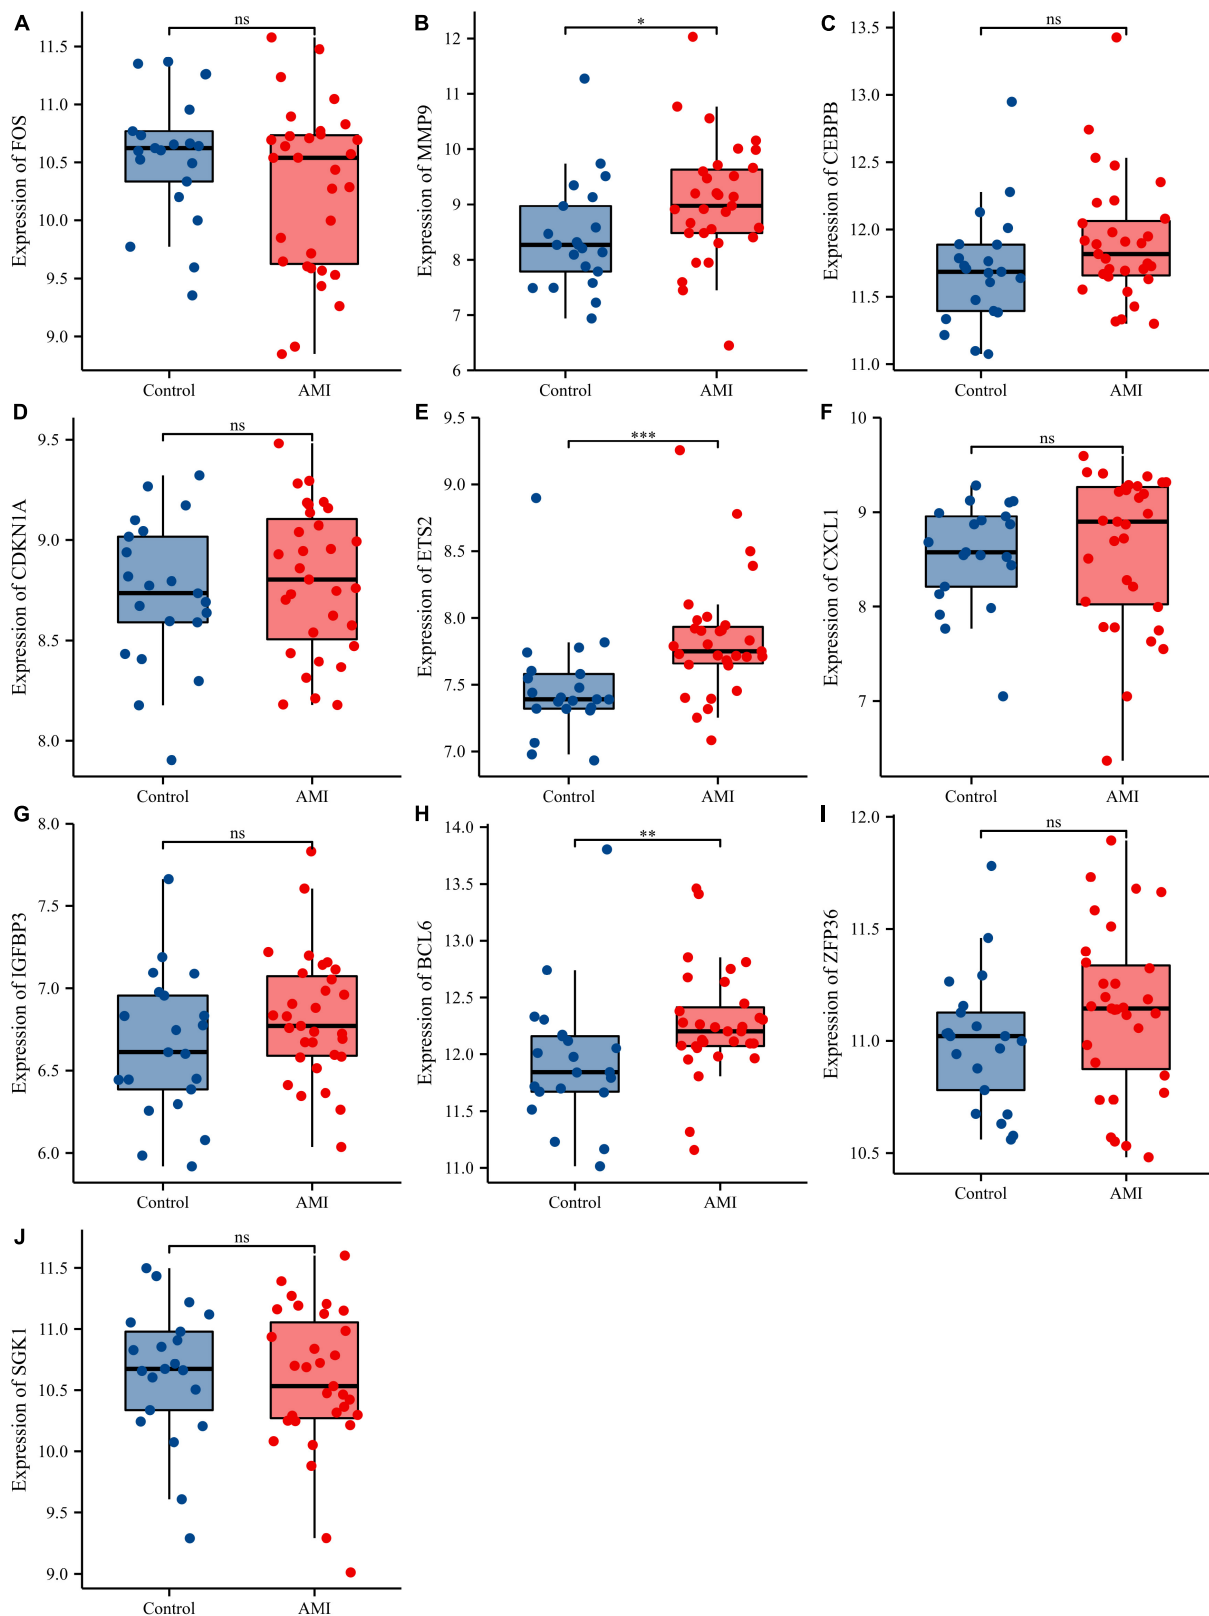 A
ns
Expression of FOS
11.5
11.0
10.5
10.0
9.5
9.0
Control
AMI
B
*
Expression of MMP9
12
11
10
9
8
7
6
Control
AMI
C
ns
Expression of CEBPB
13.5
13.0
12.5
12.0
11.5
11.0
Control
AMI
D
ns
Expression of CDKN1A
9.5
9.0
8.5
8.0
Control
AMI
E
***
Expression of ETS2
9.5
9.0
8.5
8.0
7.5
7.0
Control
AMI
F
ns
Expression of CXCL1
10
9
8
7
Control
AMI
G
ns
Expression of IGFBP3
8.0
7.5
7.0
6.5
6.0
Control
AMI
H
**
Expression of BCL6
14.0
13.5
13.0
12.5
12.0
11.5
11.0
Control
AMI
I
ns
Expression of ZFP36
12.0
11.5
11.0
10.5
Control
AMI
J
ns
Expression of SGK1
11.5
11.0
10.5
10.0
9.5
9.0
Control
AMI